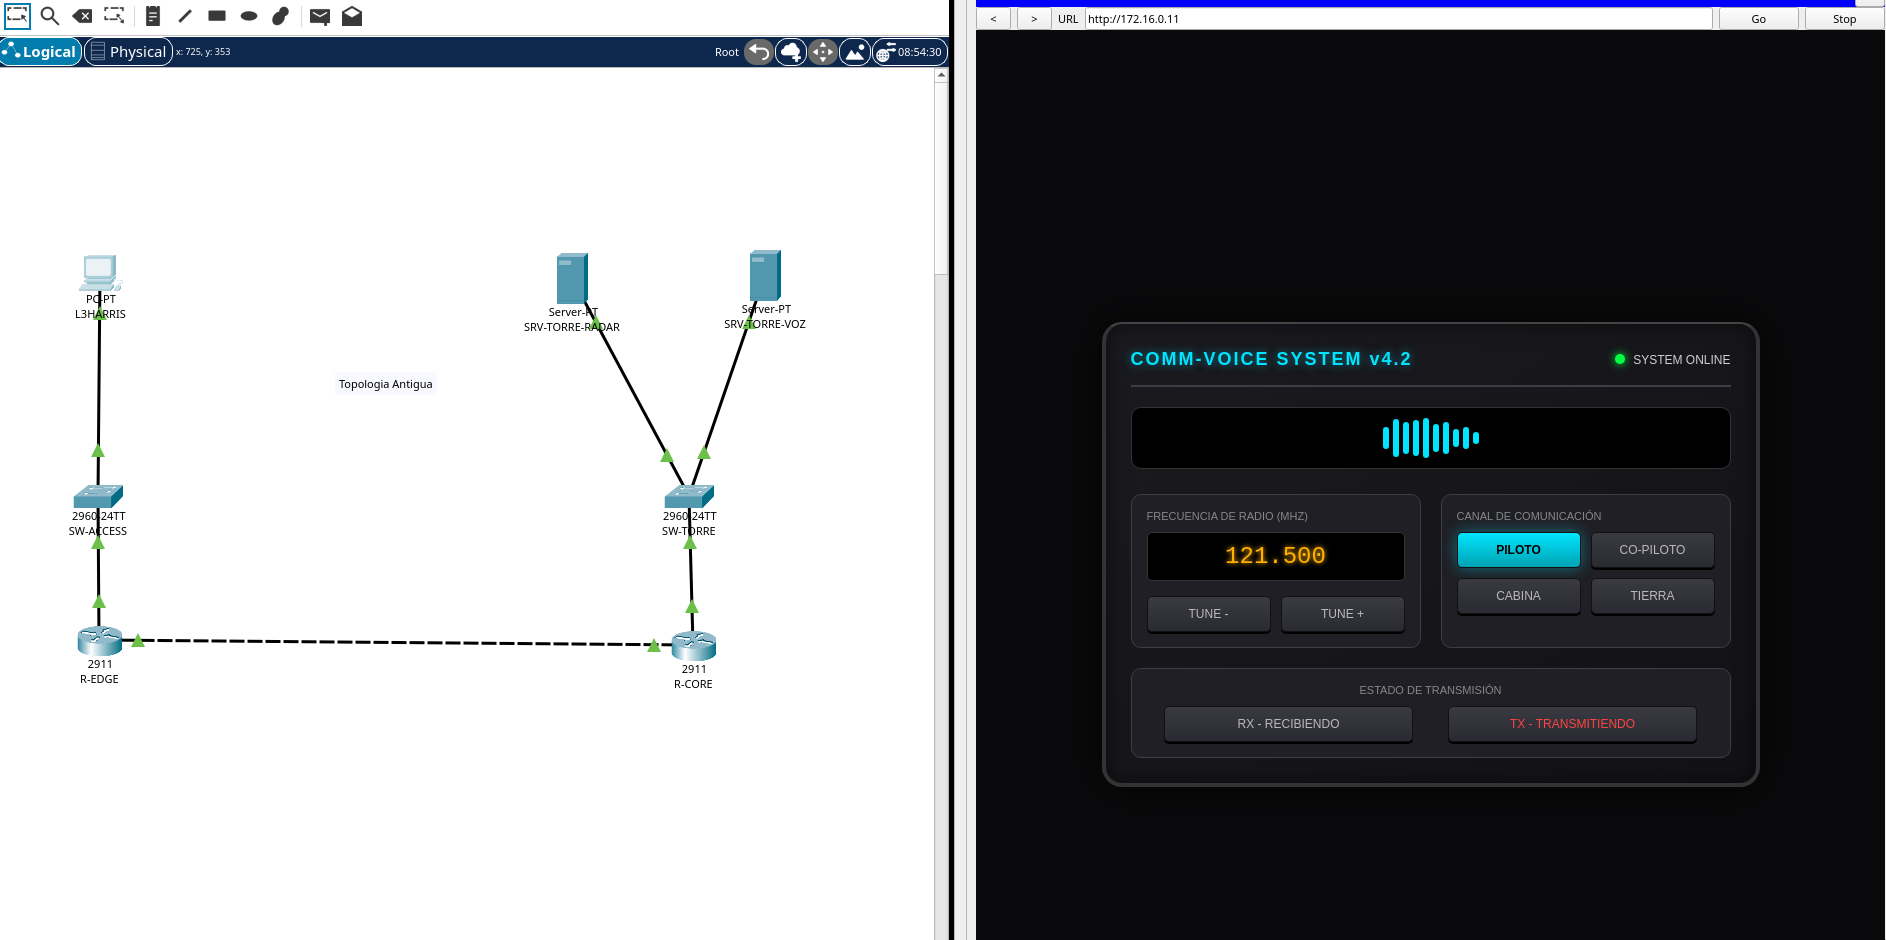 Logical
Physical
x: 725, y: 353
Root
08:54:30
PC-PT
L3HARRIS
Server-PT
SRV-TORRE-RADAR
Server-PT
SRV-TORRE-VOZ
Topologia Antigua
2960-24TT
SW-ACCESS
2960-24TT
SW-TORRE
2911
R-EDGE
2911
R-CORE
< > URL http://172.16.0.11 Go Stop
COMM-VOICE SYSTEM v4.2
SYSTEM ONLINE
FRECUENCIA DE RADIO (MHZ)
121.500
TUNE - TUNE +
CANAL DE COMUNICACIÓN
PILOTO CO-PILOTO
CABINA TIERRA
ESTADO DE TRANSMISIÓN
RX - RECIBIENDO TX - TRANSMITIENDO